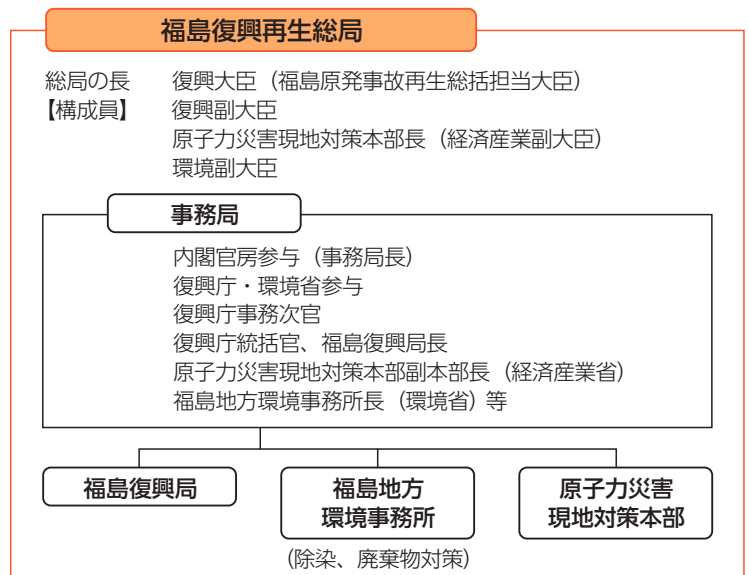 福島復興再生総局
総局の長 復興大臣（福島原発事故再生総括担当大臣）
【構成員】 復興副大臣
原子力災害現地対策本部長（経済産業副大臣）
環境副大臣
事務局
内閣官房参与（事務局長）
復興庁・環境省参与
復興庁事務次官
復興庁統括官、福島復興局長
原子力災害現地対策本部副本部長（経済産業省）
福島地方環境事務所長（環境省）等
福島復興局
福島地方
環境事務所
（除染、廃棄物対策）
原子力災害
現地対策本部